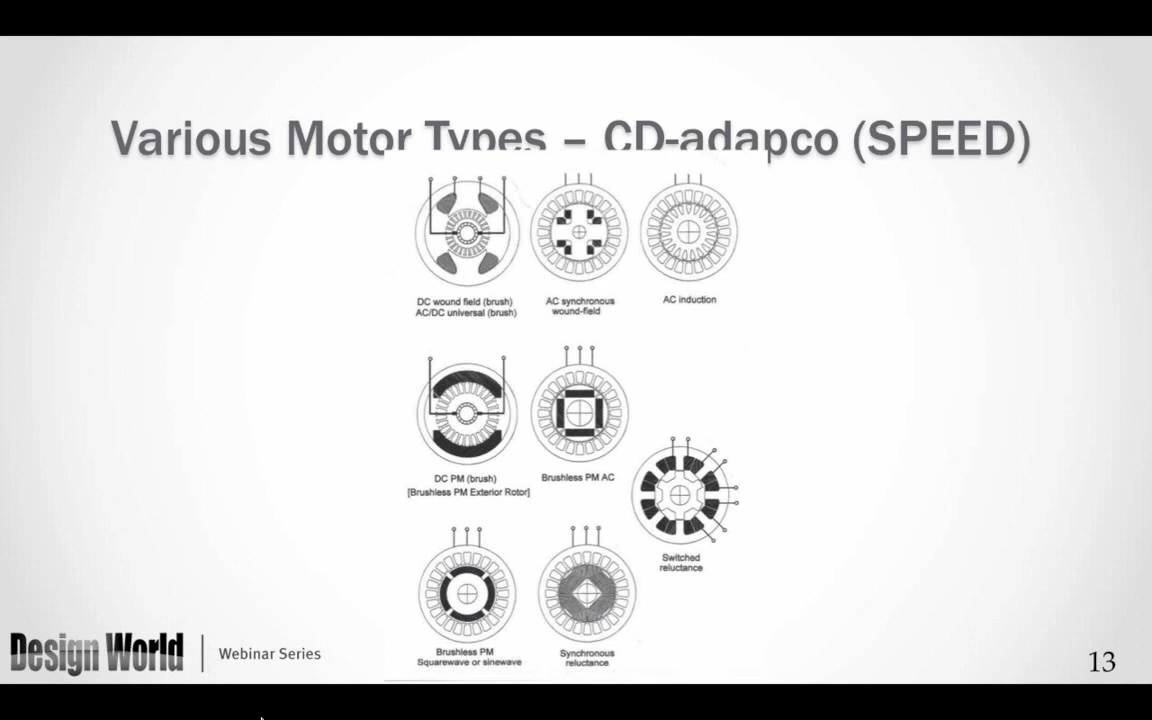 Various Motor Types – CD-adapco (SPEED)
DC wound field (brush)
AC/DC universal (brush)
AC synchronous
wound-field
AC induction
DC PM (brush)
[Brushless PM Exterior Rotor]
Brushless PM AC
Switched
reluctance
Brushless PM
Squarewave or sinewave
Synchronous
reluctance
Design World
Webinar Series
13